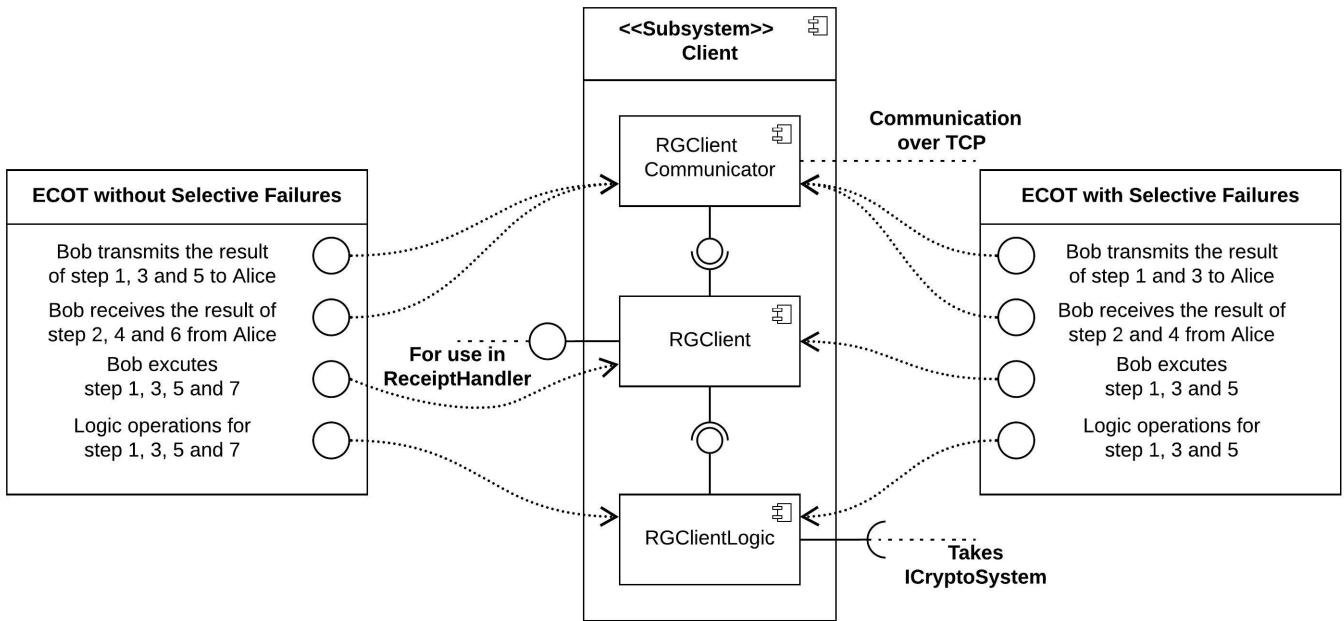 <<Subsystem>>
Client
RGClient
Communicator
Communication
over TCP
ECOT without Selective Failures
Bob transmits the result
of step 1, 3 and 5 to Alice
Bob receives the result of
step 2, 4 and 6 from Alice
Bob excutes
step 1, 3, 5 and 7
Logic operations for
step 1, 3, 5 and 7
For use in
ReceiptHandler
RGClient
RGClientLogic
ECOT with Selective Failures
Bob transmits the result
of step 1 and 3 to Alice
Bob receives the result of
step 2 and 4 from Alice
Bob excutes
step 1, 3 and 5
Logic operations for
step 1, 3 and 5
Takes
ICryptoSystem